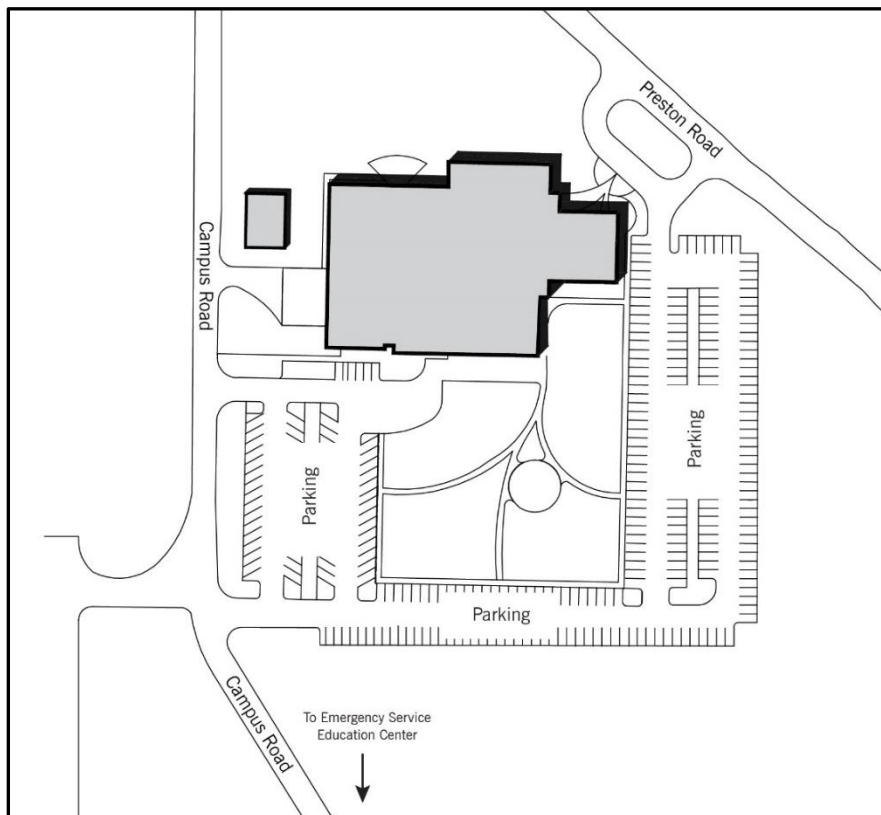 Preston Road
Campus Road
Parking
Parking
Parking
Campus Road
To Emergency Service
Education Center